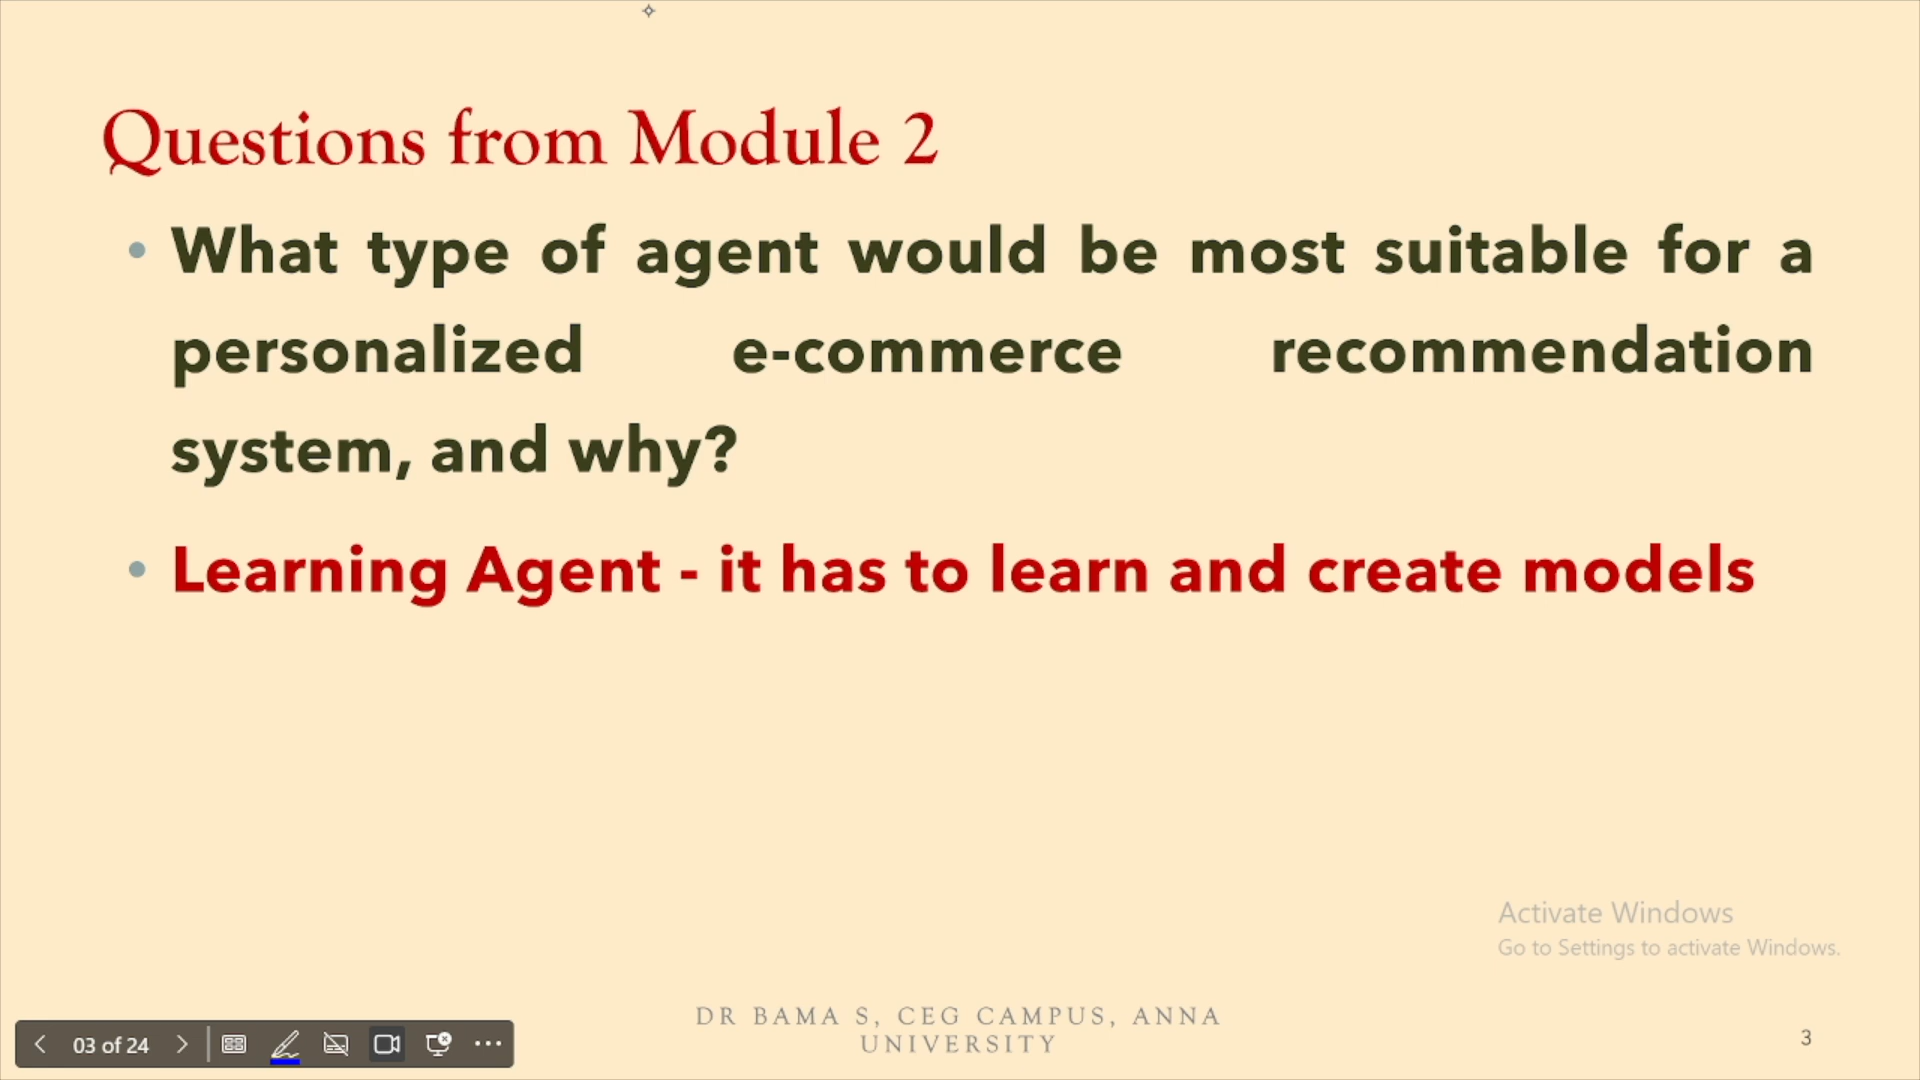 Questions from Module 2
• What type of agent would be most suitable for a
personalized e-commerce recommendation
system, and why?
• Learning Agent - it has to learn and create models
Activate Windows
Go to Settings to activate Windows.
DR BAMA S, CEG CAMPUS, ANNA
UNIVERSITY
3
03 of 24